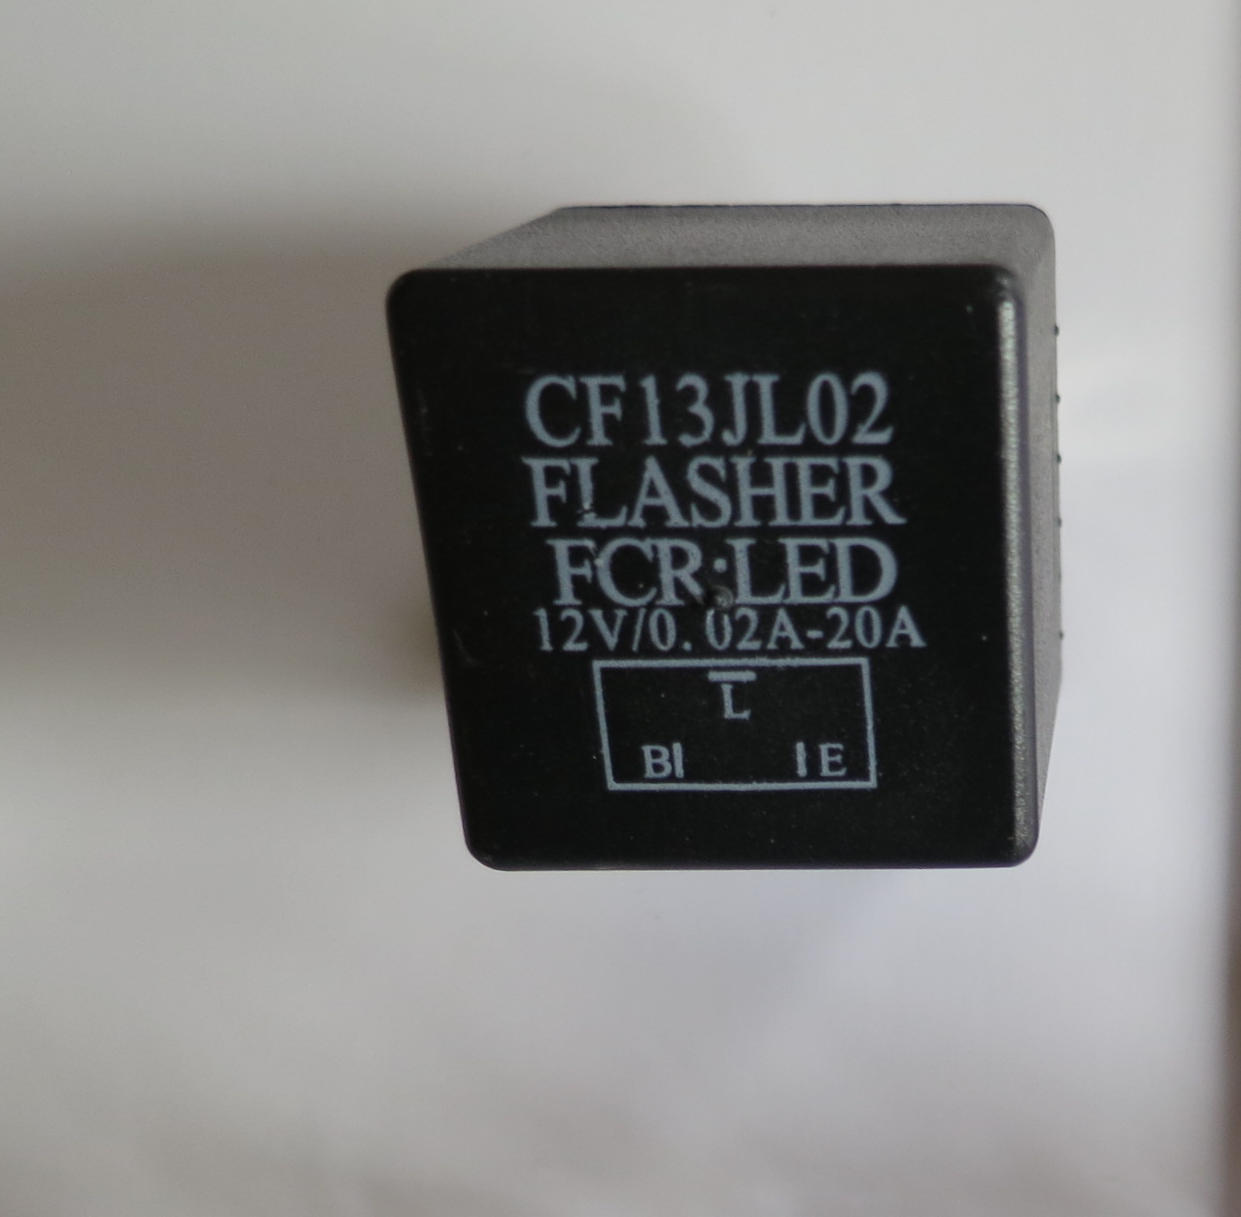 CF13JL02
FLASHER
FCR·LED
12V/0.02A-20A
L
B E